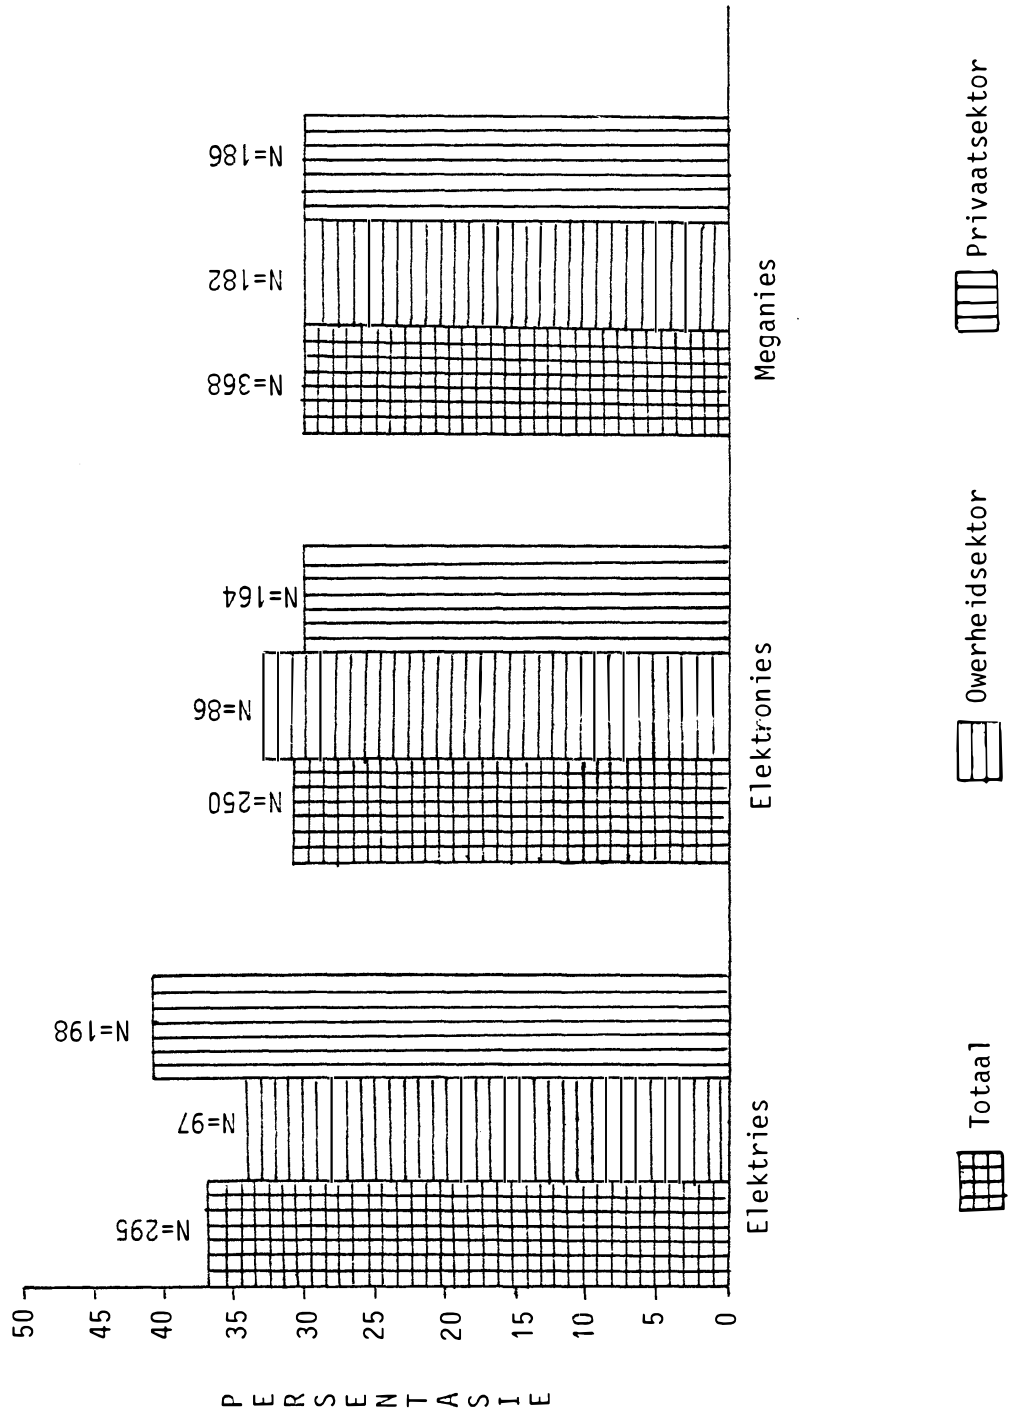 PERSENTASIE
50
45
40
35
30
25
20
15
10
5
0
N=295
N=97
N=198
N=250
N=86
N=164
N=368
N=182
N=186
Elektries
Elektronies
Meganies
Totaal
Owerheidsektor
Privaatsektor